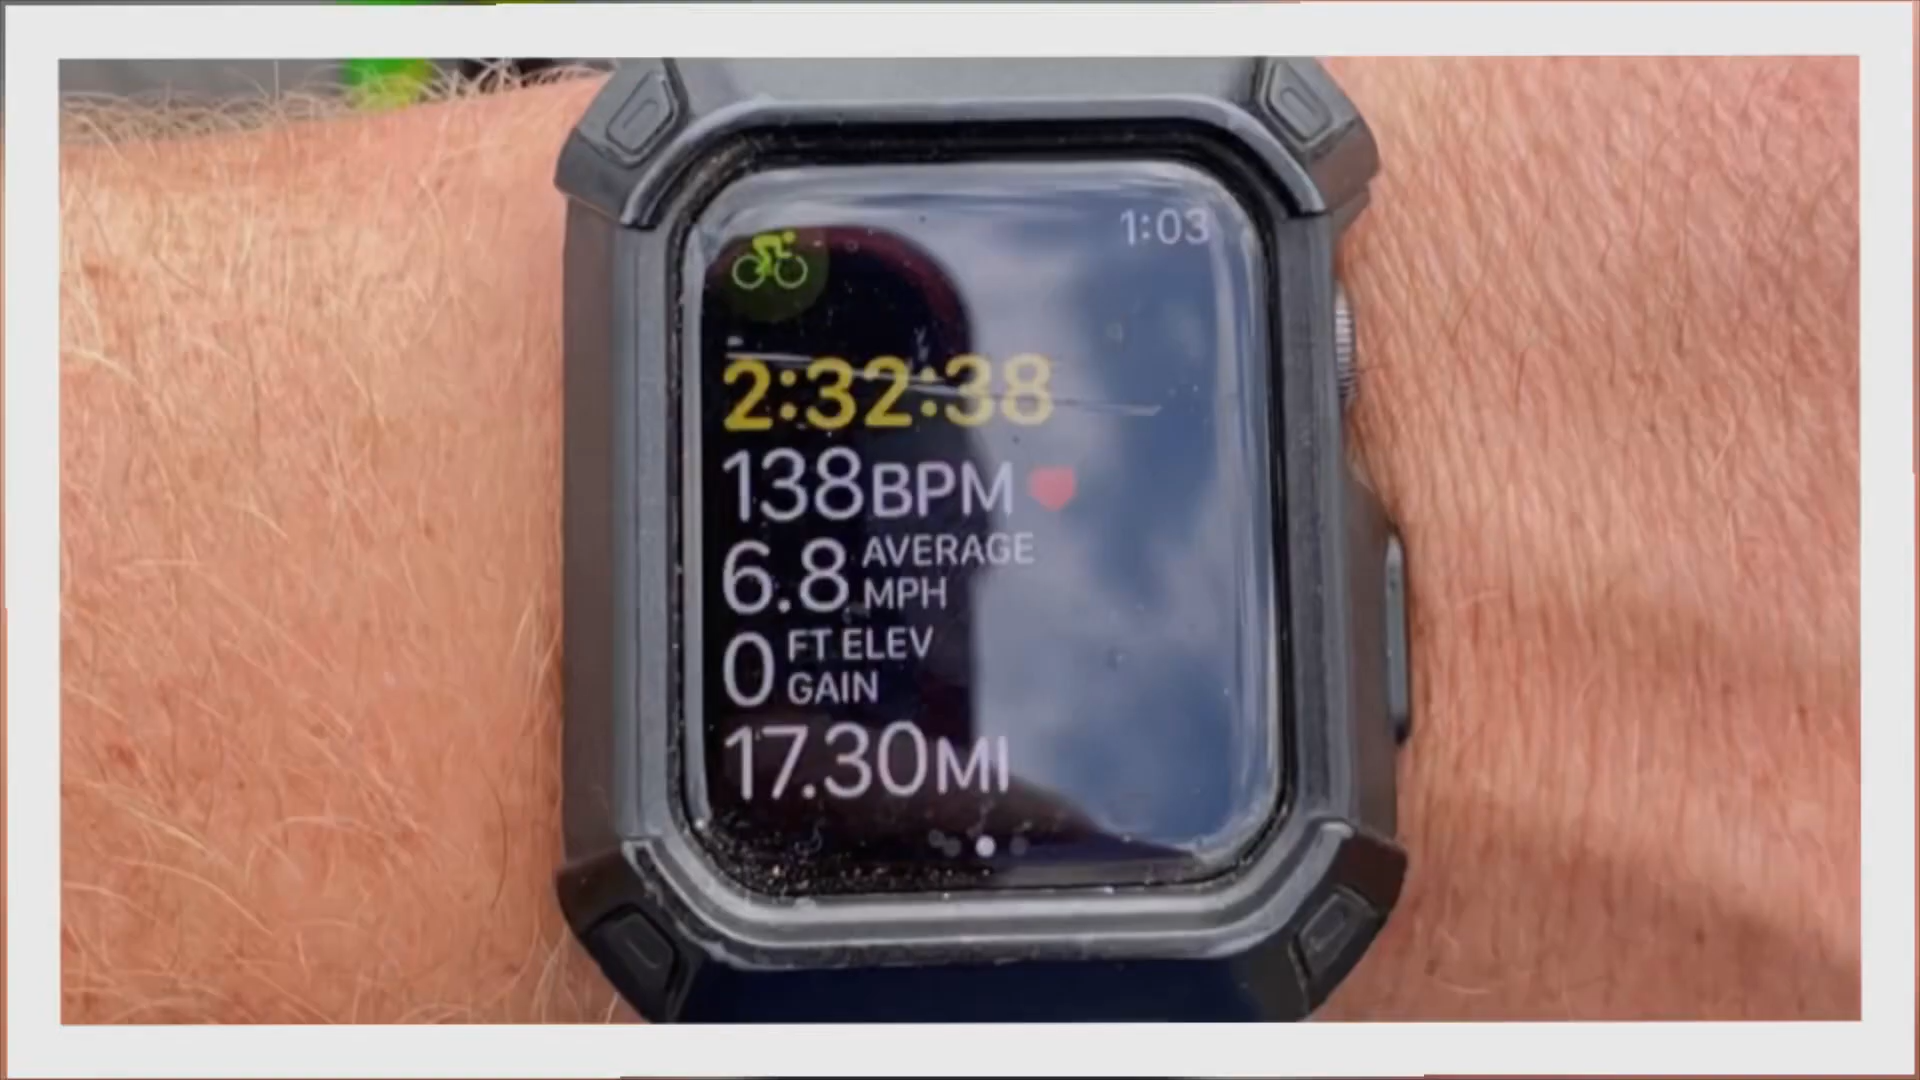 1:03
2:32:38
138BPM
6.8 AVERAGE
MPH
0 FT ELEV
GAIN
17.30MI